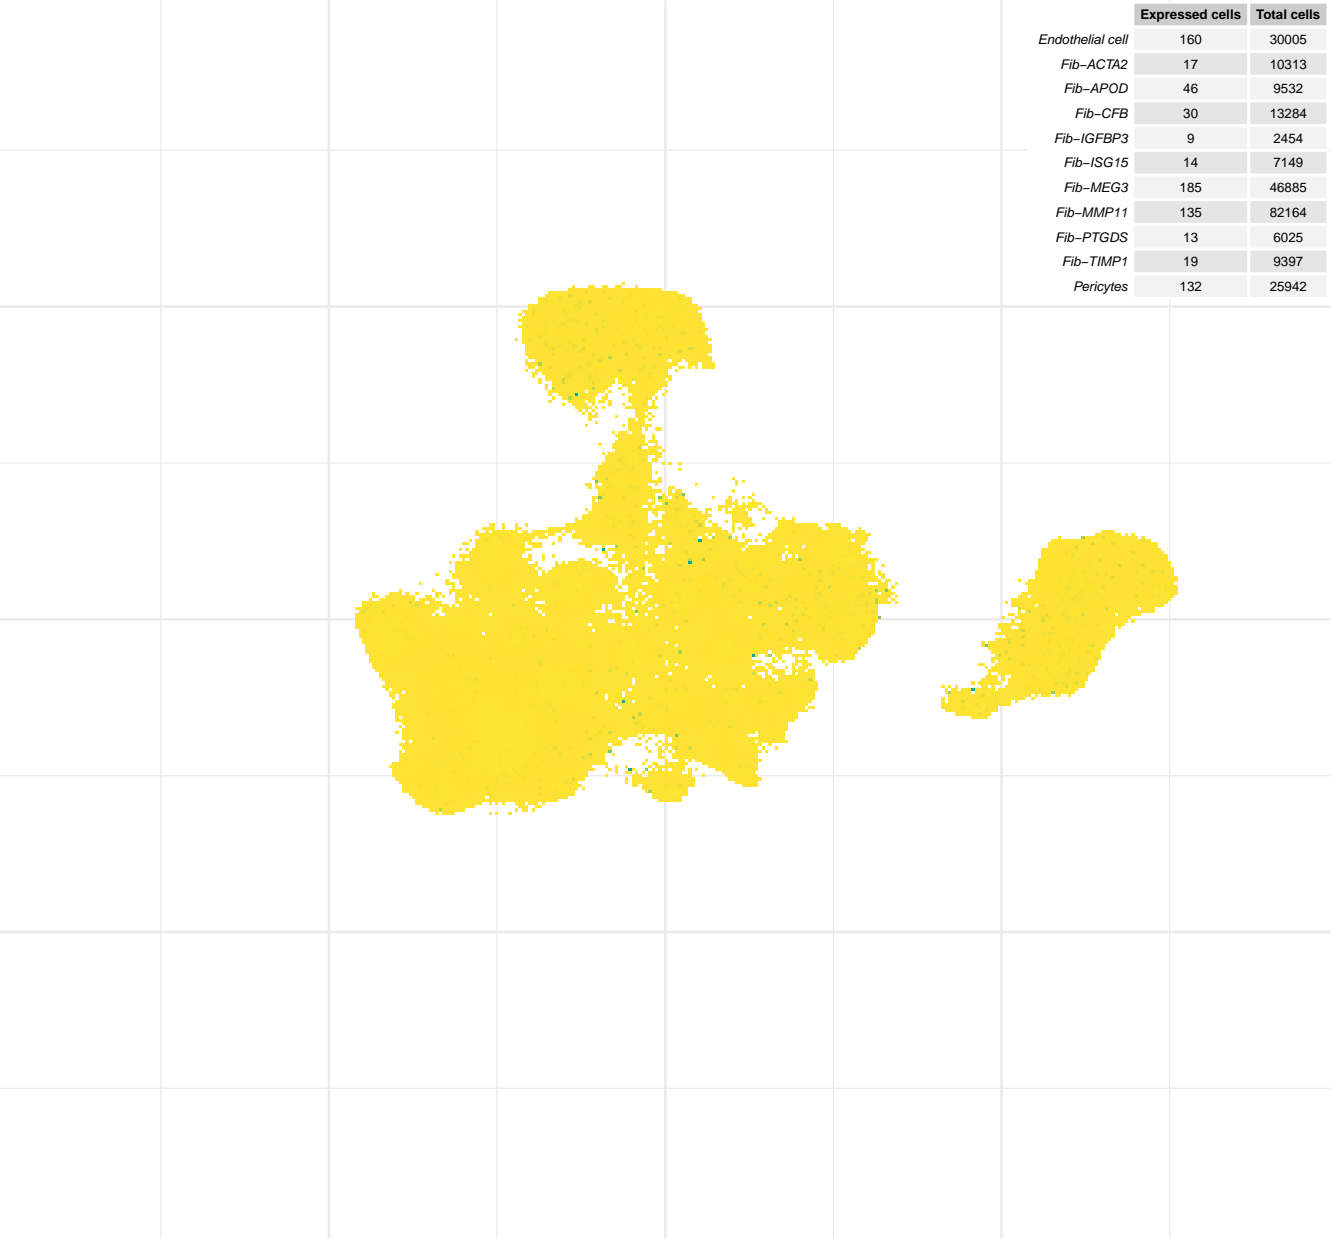 Expressed cells Total cells
Endothelial cell 160 30005
Fib−ACTA2 17 10313
Fib−APOD 46 9532
Fib−CFB 30 13284
Fib−IGFBP3 9 2454
Fib−ISG15 14 7149
Fib−MEG3 185 46885
Fib−MMP11 135 82164
Fib−PTGDS 13 6025
Fib−TIMP1 19 9397
Pericytes 132 25942